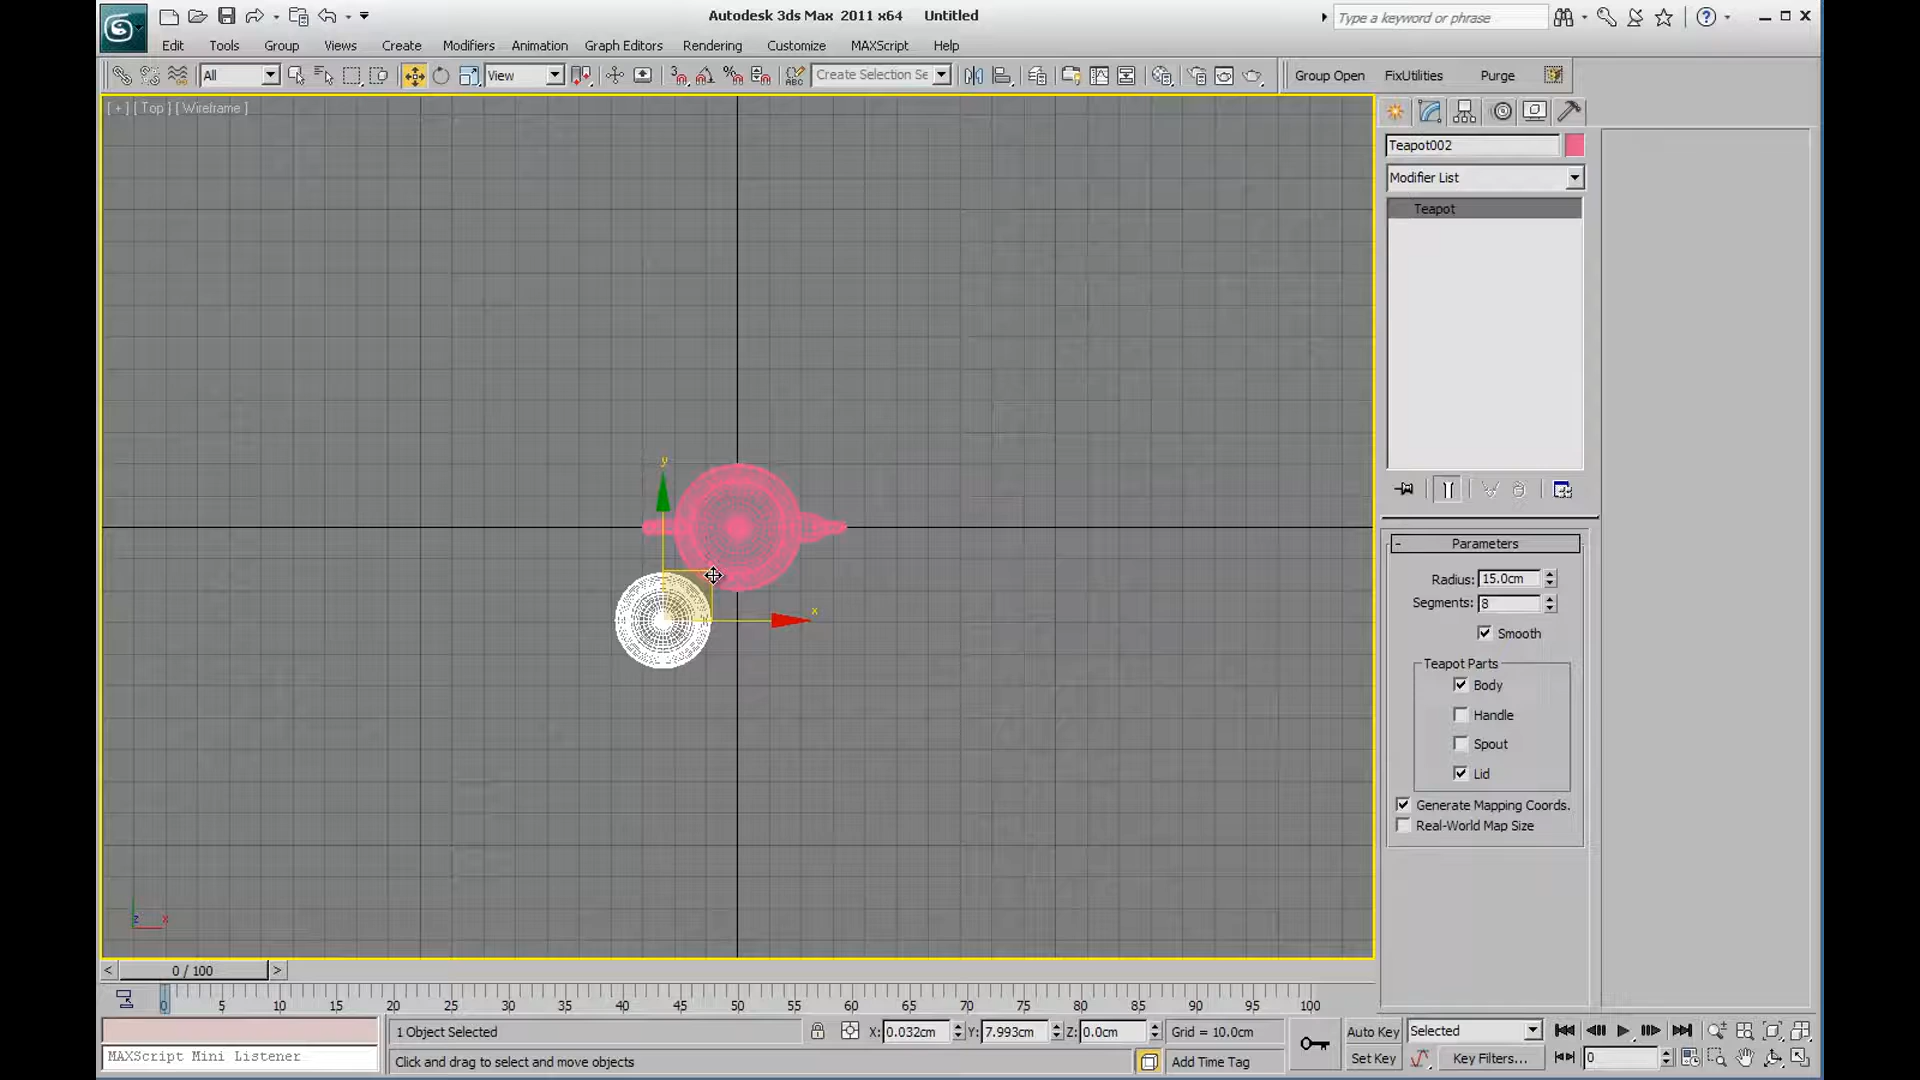 Autodesk 3ds Max 2011 x64 Untitled
Type a keyword or phrase
Edit Tools Group Views Create Modifiers Animation Graph Editors Rendering Customize MAXScript Help
All View Create Selection Se Group Open FixUtilities Purge
[ + ] [ Top ] [ Wireframe ]
Teapot002
Modifier List
Teapot
y
x
Parameters
Radius: 15.0cm
Segments: 8
Smooth
Teapot Parts
Body
Handle
Spout
Lid
Generate Mapping Coords.
Real-World Map Size
z x
< 0 / 100 >
0 5 10 15 20 25 30 35 40 45 50 55 60 65 70 75 80 85 90 95 100
1 Object Selected X: 0.032cm Y: 7.993cm Z: 0.0cm Grid = 10.0cm Auto Key Selected
MAXScript Mini Listener Click and drag to select and move objects Add Time Tag Set Key Key Filters... 0